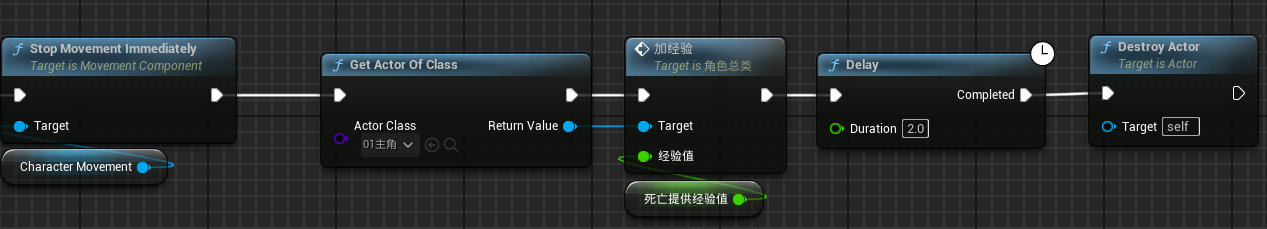 Stop Movement Immediately
Target is Movement Component
Target
Character Movement
Get Actor Of Class
Actor Class
01主角
Return Value
加经验
Target is 角色总类
Target
经验值
死亡提供经验值
Delay
Completed
Duration 2.0
Destroy Actor
Target is Actor
Target self